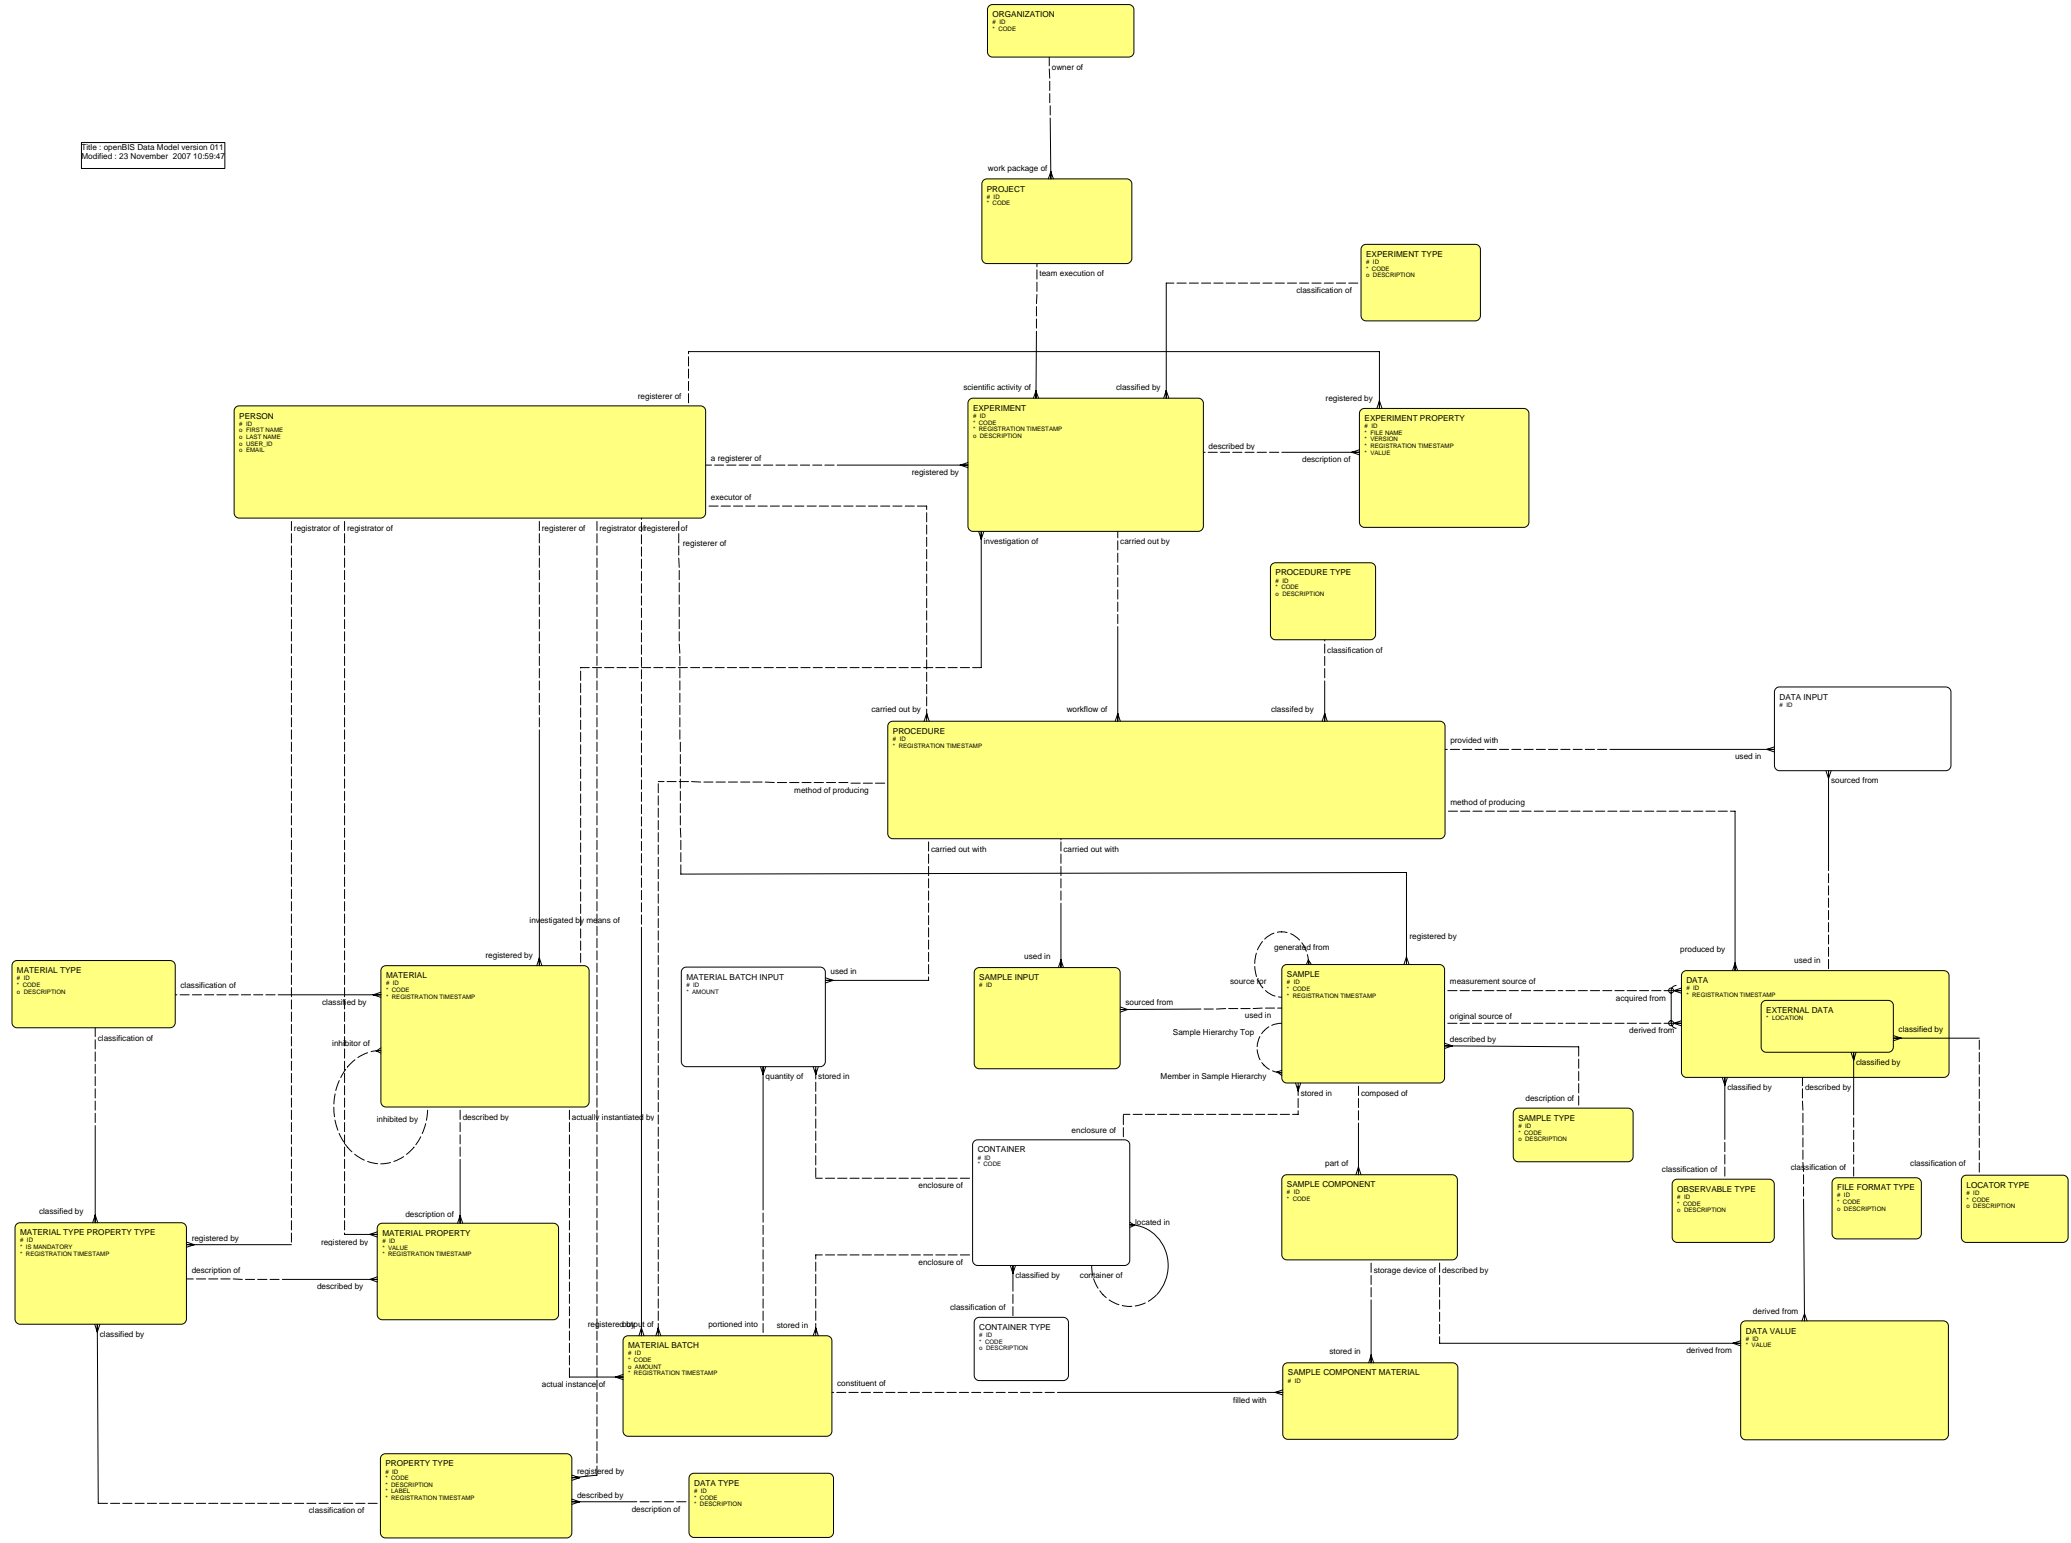 ORGANIZATION
# ID
* CODE
owner of
Title : openBIS Data Model version 011
Modified : 23 November 2007 10:59:47
work package of
PROJECT
# ID
* CODE
team execution of
EXPERIMENT TYPE
# ID
* CODE
o DESCRIPTION
classification of
registerer of
scientific activity of
classified by
registered by
PERSON
# ID
o FIRST NAME
o LAST NAME
o USER_ID
o EMAIL
EXPERIMENT
# ID
* CODE
* REGISTRATION TIMESTAMP
o DESCRIPTION
EXPERIMENT PROPERTY
# ID
* FILE NAME
* VERSION
* REGISTRATION TIMESTAMP
* VALUE
a registerer of
registered by
described by
description of
executor of
registrator of
registrator of
registerer of
registrator of
registerer of
registerer of
investigation of
carried out by
PROCEDURE TYPE
# ID
* CODE
o DESCRIPTION
classification of
carried out by
workflow of
classifed by
DATA INPUT
# ID
PROCEDURE
# ID
* REGISTRATION TIMESTAMP
provided with
used in
sourced from
method of producing
method of producing
carried out with
carried out with
investigated by means of
registered by
used in
used in
generated from
registered by
produced by
used in
MATERIAL TYPE
# ID
* CODE
o DESCRIPTION
classification of
classified by
MATERIAL
# ID
* CODE
* REGISTRATION TIMESTAMP
MATERIAL BATCH INPUT
# ID
* AMOUNT
SAMPLE INPUT
# ID
sourced from
used in
source for
SAMPLE
# ID
* CODE
* REGISTRATION TIMESTAMP
measurement source of
acquired from
original source of
derived from
DATA
# ID
* REGISTRATION TIMESTAMP
EXTERNAL DATA
* LOCATION
classified by
classified by
Sample Hierarchy Top
Member in Sample Hierarchy
described by
classification of
inhibitor of
inhibited by
described by
actually instantiated by
quantity of
stored in
stored in
composed of
description of
classified by
described by
SAMPLE TYPE
# ID
* CODE
o DESCRIPTION
enclosure of
CONTAINER
# ID
* CODE
enclosure of
located in
enclosure of
classified by
container of
part of
SAMPLE COMPONENT
# ID
* CODE
classification of
OBSERVABLE TYPE
# ID
* CODE
o DESCRIPTION
classification of
FILE FORMAT TYPE
# ID
* CODE
o DESCRIPTION
classification of
LOCATOR TYPE
# ID
* CODE
o DESCRIPTION
classified by
MATERIAL TYPE PROPERTY TYPE
# ID
* IS MANDATORY
* REGISTRATION TIMESTAMP
registered by
description of
described by
registered by
description of
MATERIAL PROPERTY
# ID
* VALUE
* REGISTRATION TIMESTAMP
classified by
storage device of
described by
classification of
CONTAINER TYPE
# ID
* CODE
o DESCRIPTION
registered by
output of
portioned into
stored in
MATERIAL BATCH
# ID
* CODE
o AMOUNT
* REGISTRATION TIMESTAMP
actual instance of
constituent of
filled with
stored in
SAMPLE COMPONENT MATERIAL
# ID
derived from
derived from
DATA VALUE
# ID
* VALUE
PROPERTY TYPE
# ID
* CODE
* DESCRIPTION
* LABEL
* REGISTRATION TIMESTAMP
classification of
registered by
described by
description of
DATA TYPE
# ID
* CODE
* DESCRIPTION